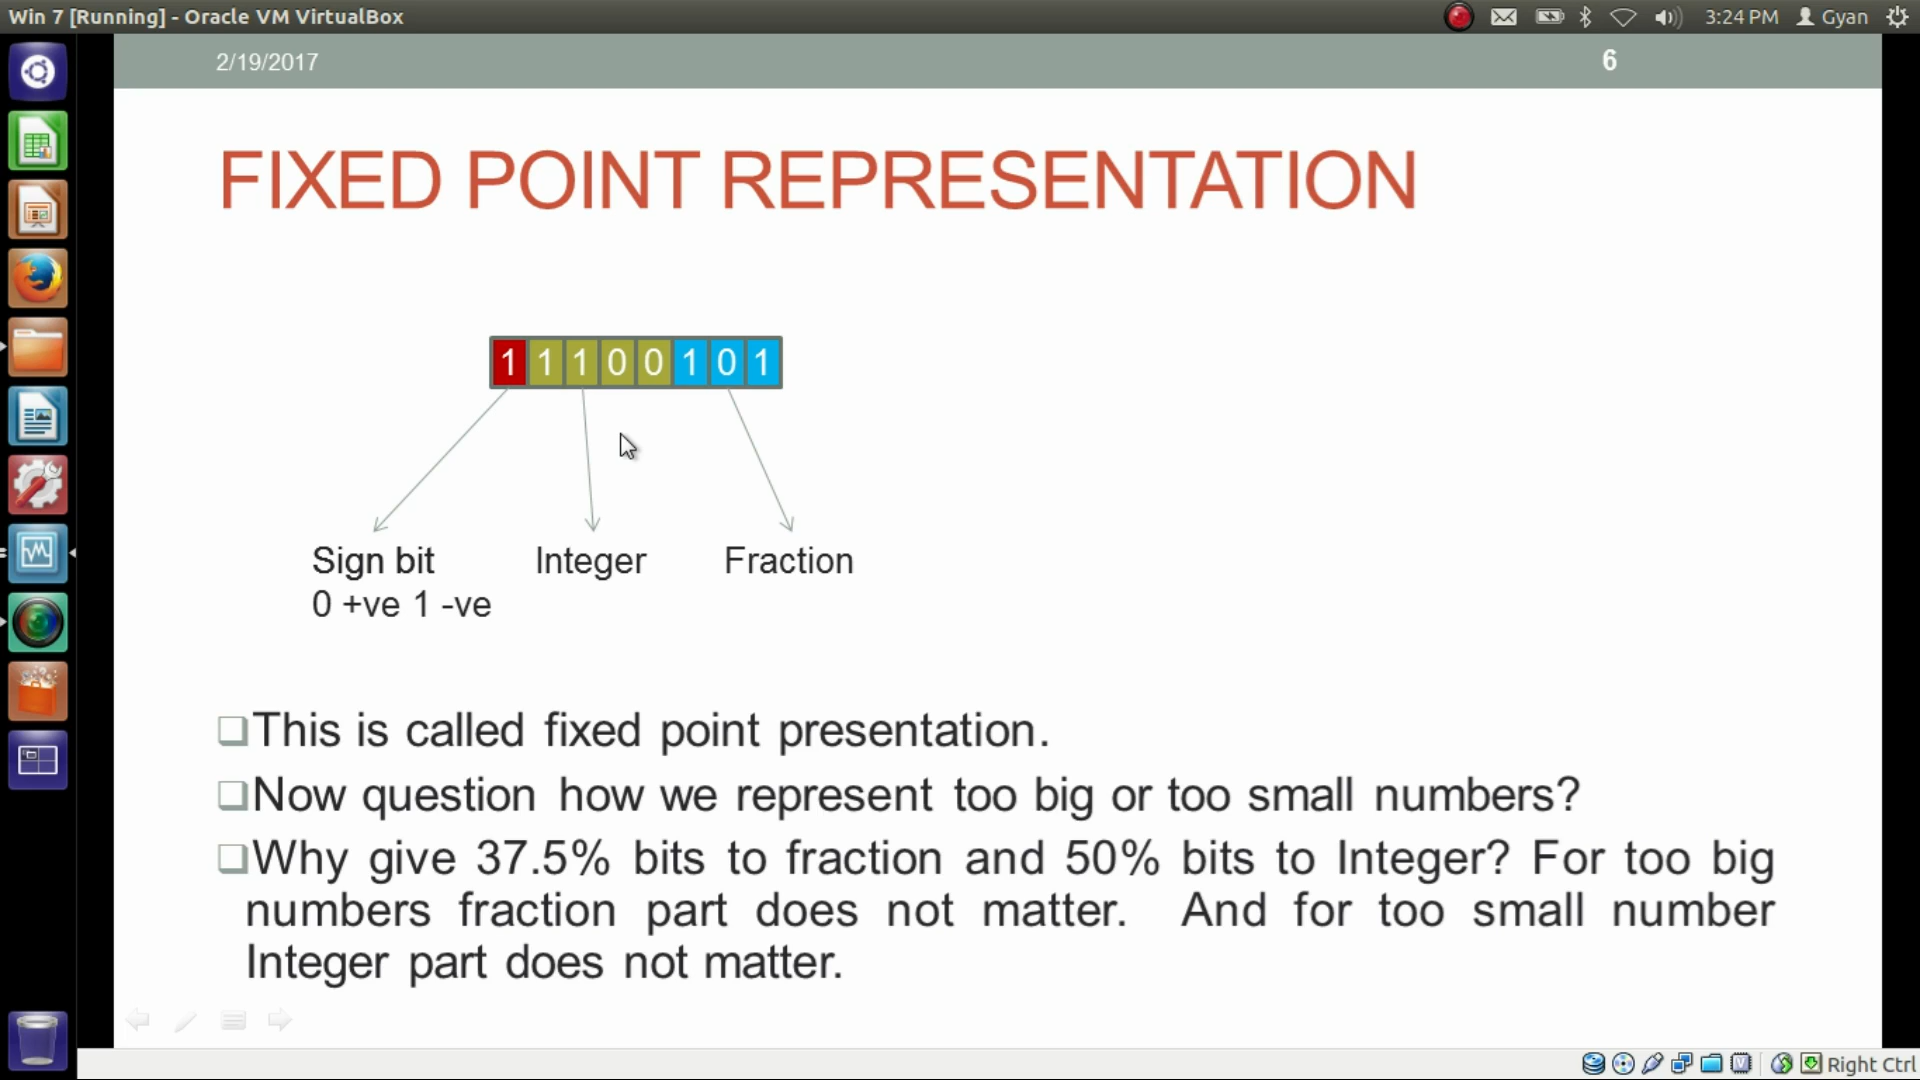 Win 7 [Running] - Oracle VM VirtualBox
3:24 PM Gyan
2/19/2017
6
FIXED POINT REPRESENTATION
1 1 1 0 0 1 0 1
Sign bit Integer Fraction
0 +ve 1 -ve
This is called fixed point presentation.
Now question how we represent too big or too small numbers?
Why give 37.5% bits to fraction and 50% bits to Integer? For too big
numbers fraction part does not matter. And for too small number
Integer part does not matter.
Right Ctrl